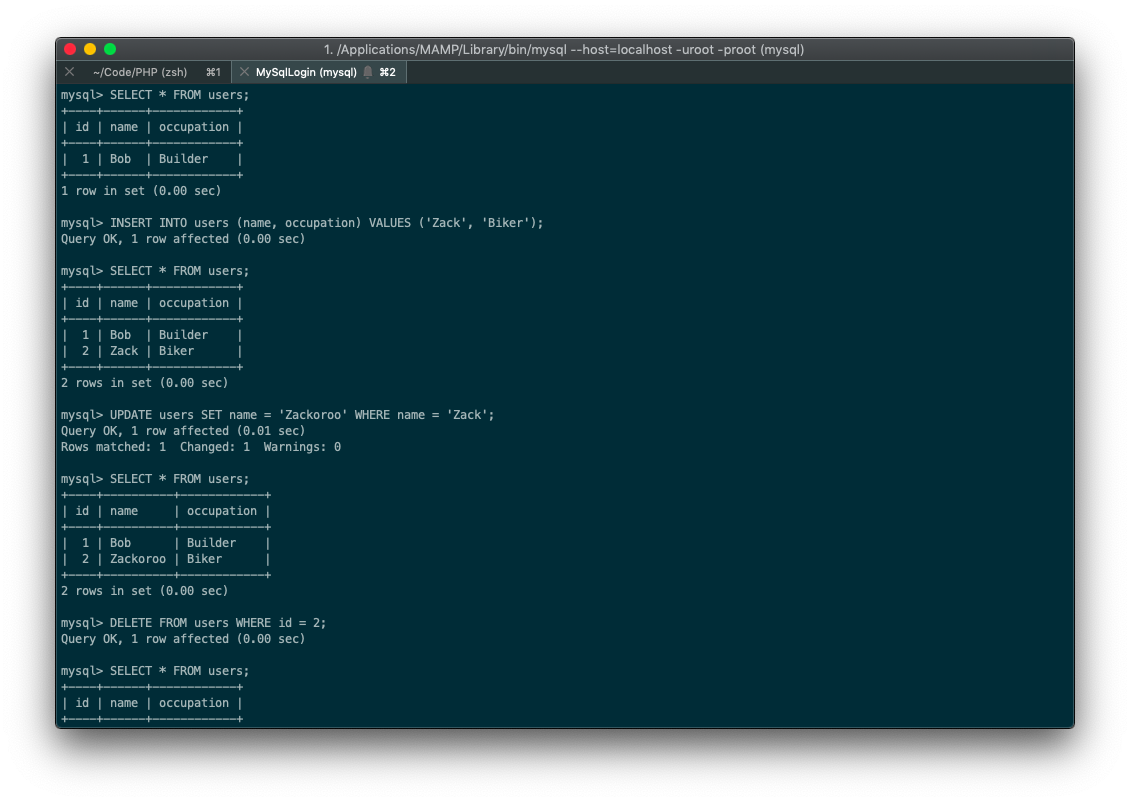 1. /Applications/MAMP/Library/bin/mysql --host=localhost -uroot -proot (mysql)
~/Code/PHP (zsh) ⌘1 MySqlLogin (mysql) ⌘2
mysql> SELECT * FROM users;
+----+------+------------+
| id | name | occupation |
+----+------+------------+
|  1 | Bob  | Builder    |
+----+------+------------+
1 row in set (0.00 sec)
mysql> INSERT INTO users (name, occupation) VALUES ('Zack', 'Biker');
Query OK, 1 row affected (0.00 sec)
mysql> SELECT * FROM users;
+----+------+------------+
| id | name | occupation |
+----+------+------------+
|  1 | Bob  | Builder    |
|  2 | Zack | Biker      |
+----+------+------------+
2 rows in set (0.00 sec)
mysql> UPDATE users SET name = 'Zackoroo' WHERE name = 'Zack';
Query OK, 1 row affected (0.01 sec)
Rows matched: 1  Changed: 1  Warnings: 0
mysql> SELECT * FROM users;
+----+----------+------------+
| id | name     | occupation |
+----+----------+------------+
|  1 | Bob      | Builder    |
|  2 | Zackoroo | Biker      |
+----+----------+------------+
2 rows in set (0.00 sec)
mysql> DELETE FROM users WHERE id = 2;
Query OK, 1 row affected (0.00 sec)
mysql> SELECT * FROM users;
+----+------+------------+
| id | name | occupation |
+----+------+------------+